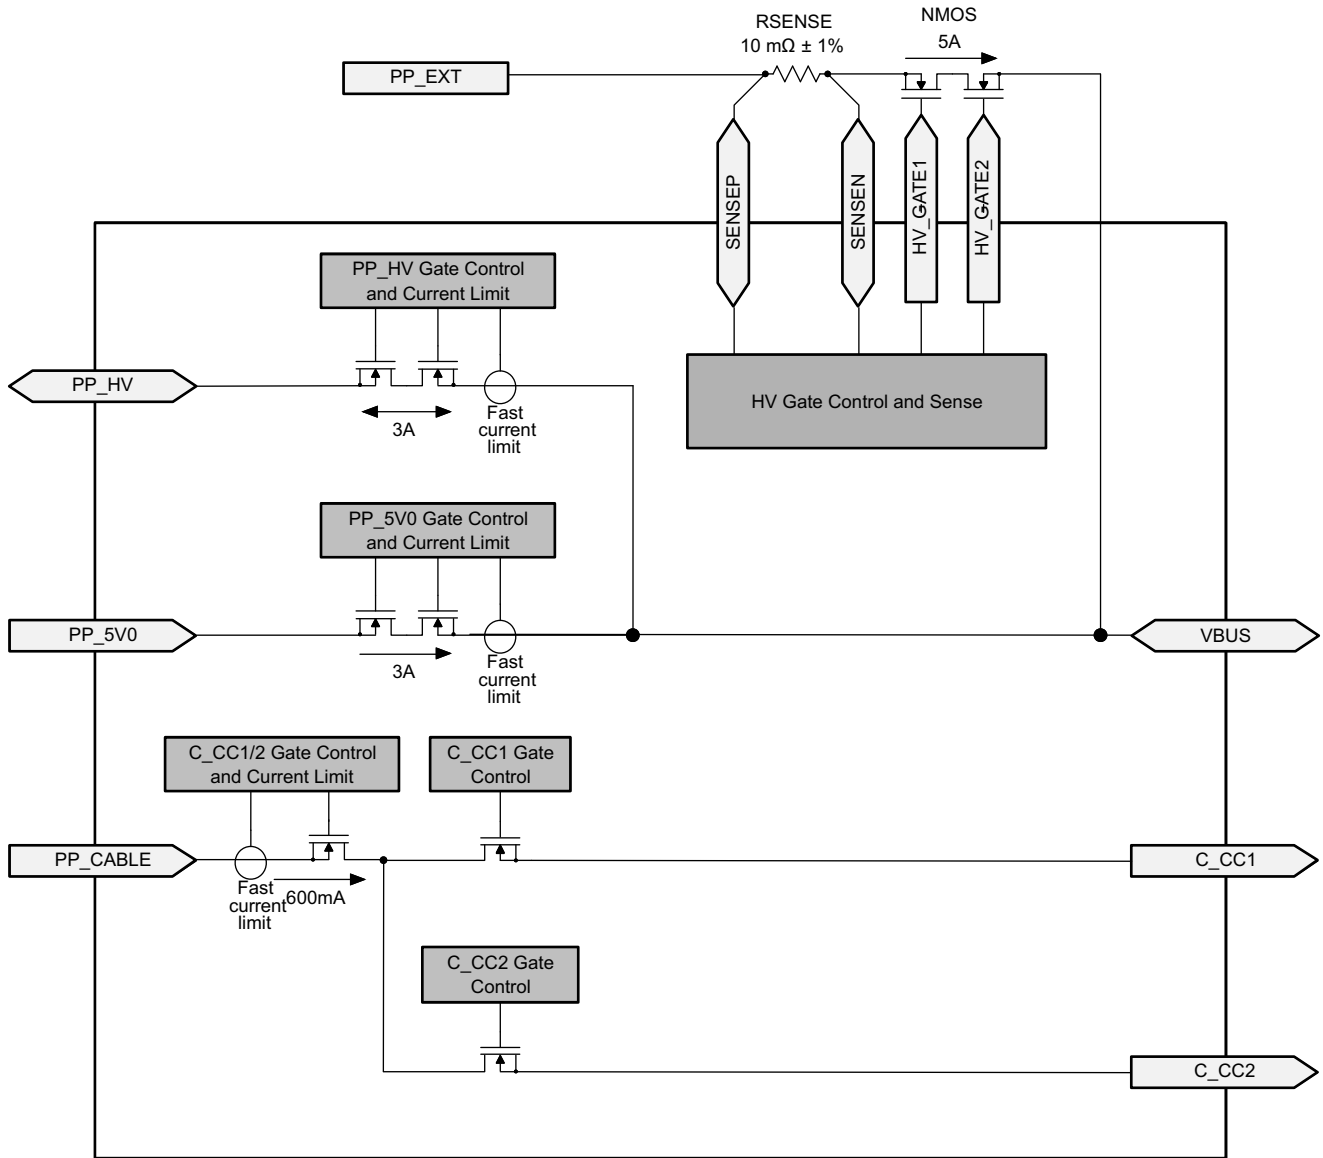 RSENSE
10 mΩ ± 1%
NMOS
5A
PP_EXT
SENSEP
SENSEN
HV_GATE1
HV_GATE2
PP_HV Gate Control
and Current Limit
PP_HV
3A
Fast
current
limit
HV Gate Control and Sense
PP_5V0 Gate Control
and Current Limit
PP_5V0
3A
Fast
current
limit
VBUS
C_CC1/2 Gate Control
and Current Limit
C_CC1 Gate
Control
PP_CABLE
Fast
current
limit
600mA
C_CC1
C_CC2 Gate
Control
C_CC2